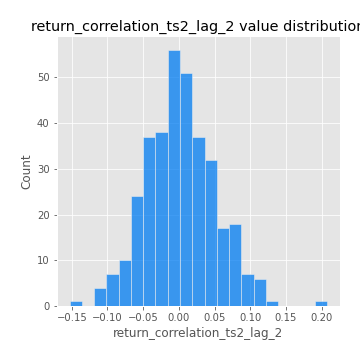 return_correlation_ts2_lag_2 value distribution
50
40
30
20
10
0
Count
−0.15 −0.10 −0.05 0.00 0.05 0.10 0.15 0.20
return_correlation_ts2_lag_2